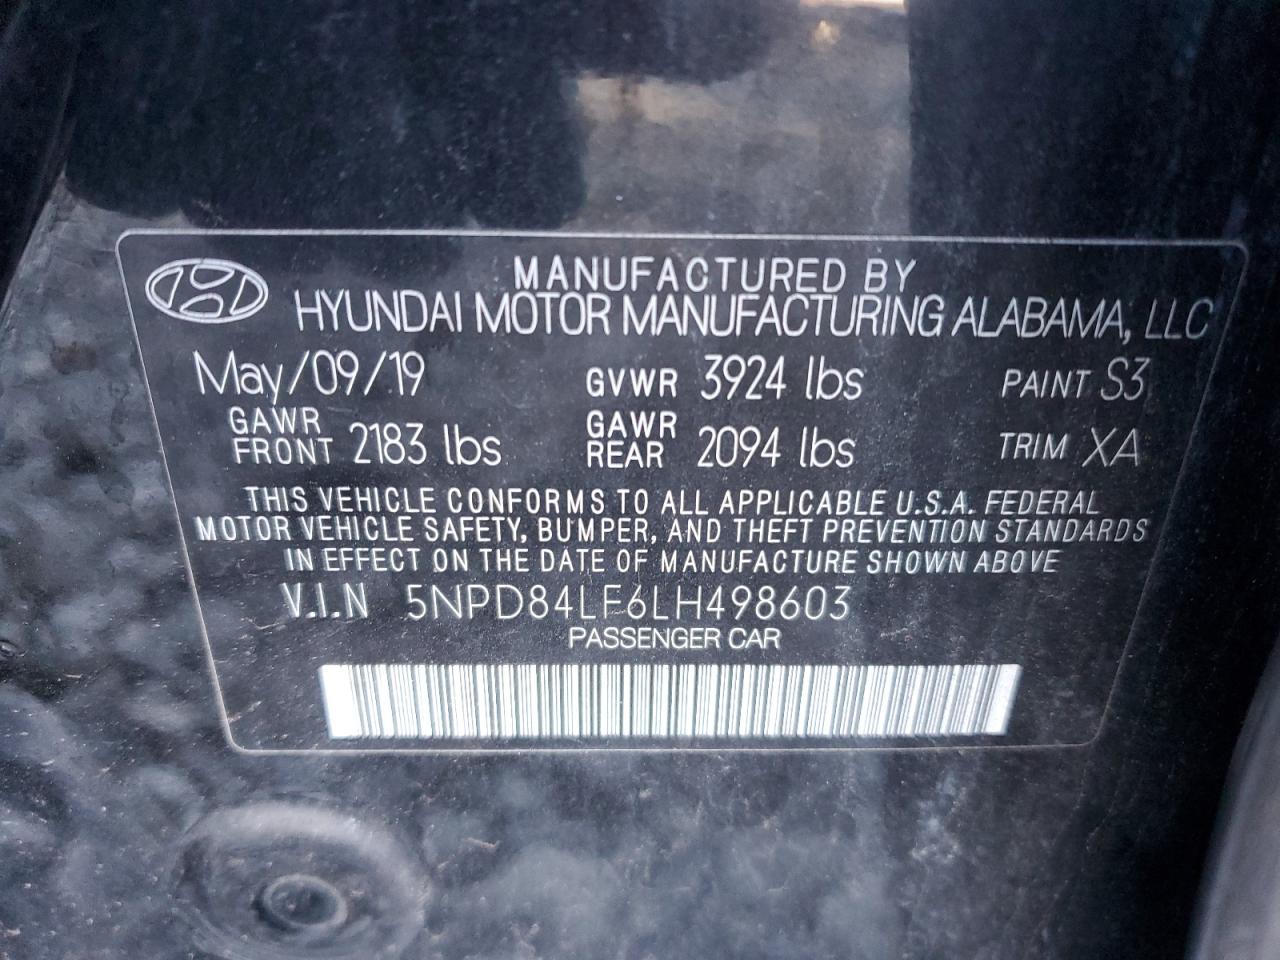 MANUFACTURED BY
HYUNDAI MOTOR MANUFACTURING ALABAMA, LLC
May/09/19 GVWR 3924 lbs PAINT S3
GAWR FRONT 2183 lbs GAWR REAR 2094 lbs TRIM XA
THIS VEHICLE CONFORMS TO ALL APPLICABLE U.S.A. FEDERAL
MOTOR VEHICLE SAFETY, BUMPER, AND THEFT PREVENTION STANDARDS
IN EFFECT ON THE DATE OF MANUFACTURE SHOWN ABOVE
V.I.N 5NPD84LF6LH498603
PASSENGER CAR